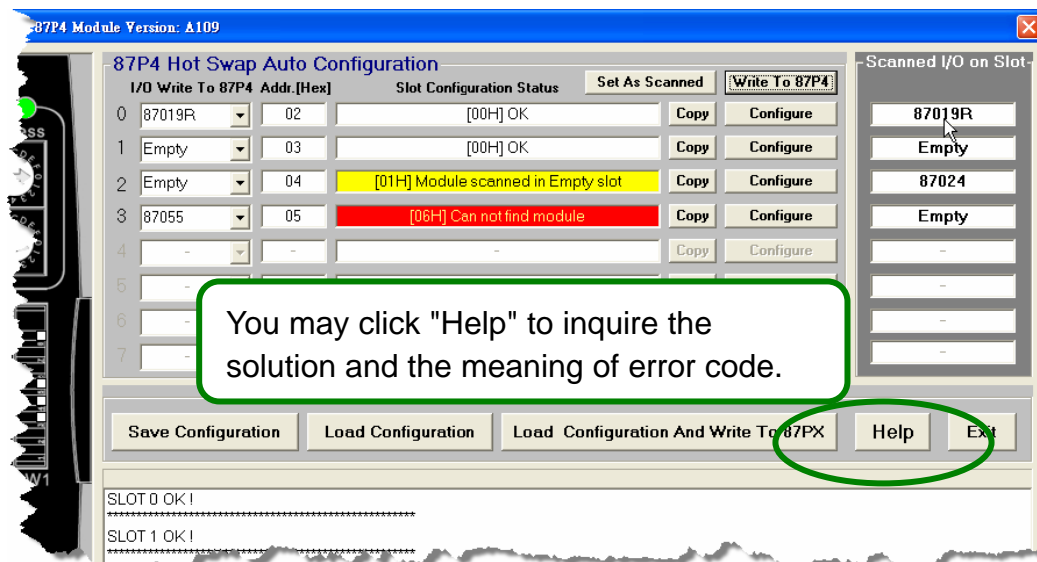 87P4 Module Version: A109
87P4 Hot Swap Auto Configuration
Scanned I/O on Slot
I/O Write To 87P4 Addr.[Hex] Slot Configuration Status Set As Scanned Write To 87P4
0 87019R 02 [00H] OK Copy Configure 87019R
1 Empty 03 [00H] OK Copy Configure Empty
2 Empty 04 [01H] Module scanned in Empty slot Copy Configure 87024
3 87055 05 [06H] Can not find module Copy Configure Empty
4 - - - Copy Configure -
5 - -
6 - -
7 - -
You may click "Help" to inquire the
solution and the meaning of error code.
Save Configuration Load Configuration Load Configuration And Write To 87PX Help Exit
W1
SLOT 0 OK !
*******************************************************
SLOT 1 OK !
*******************************************************